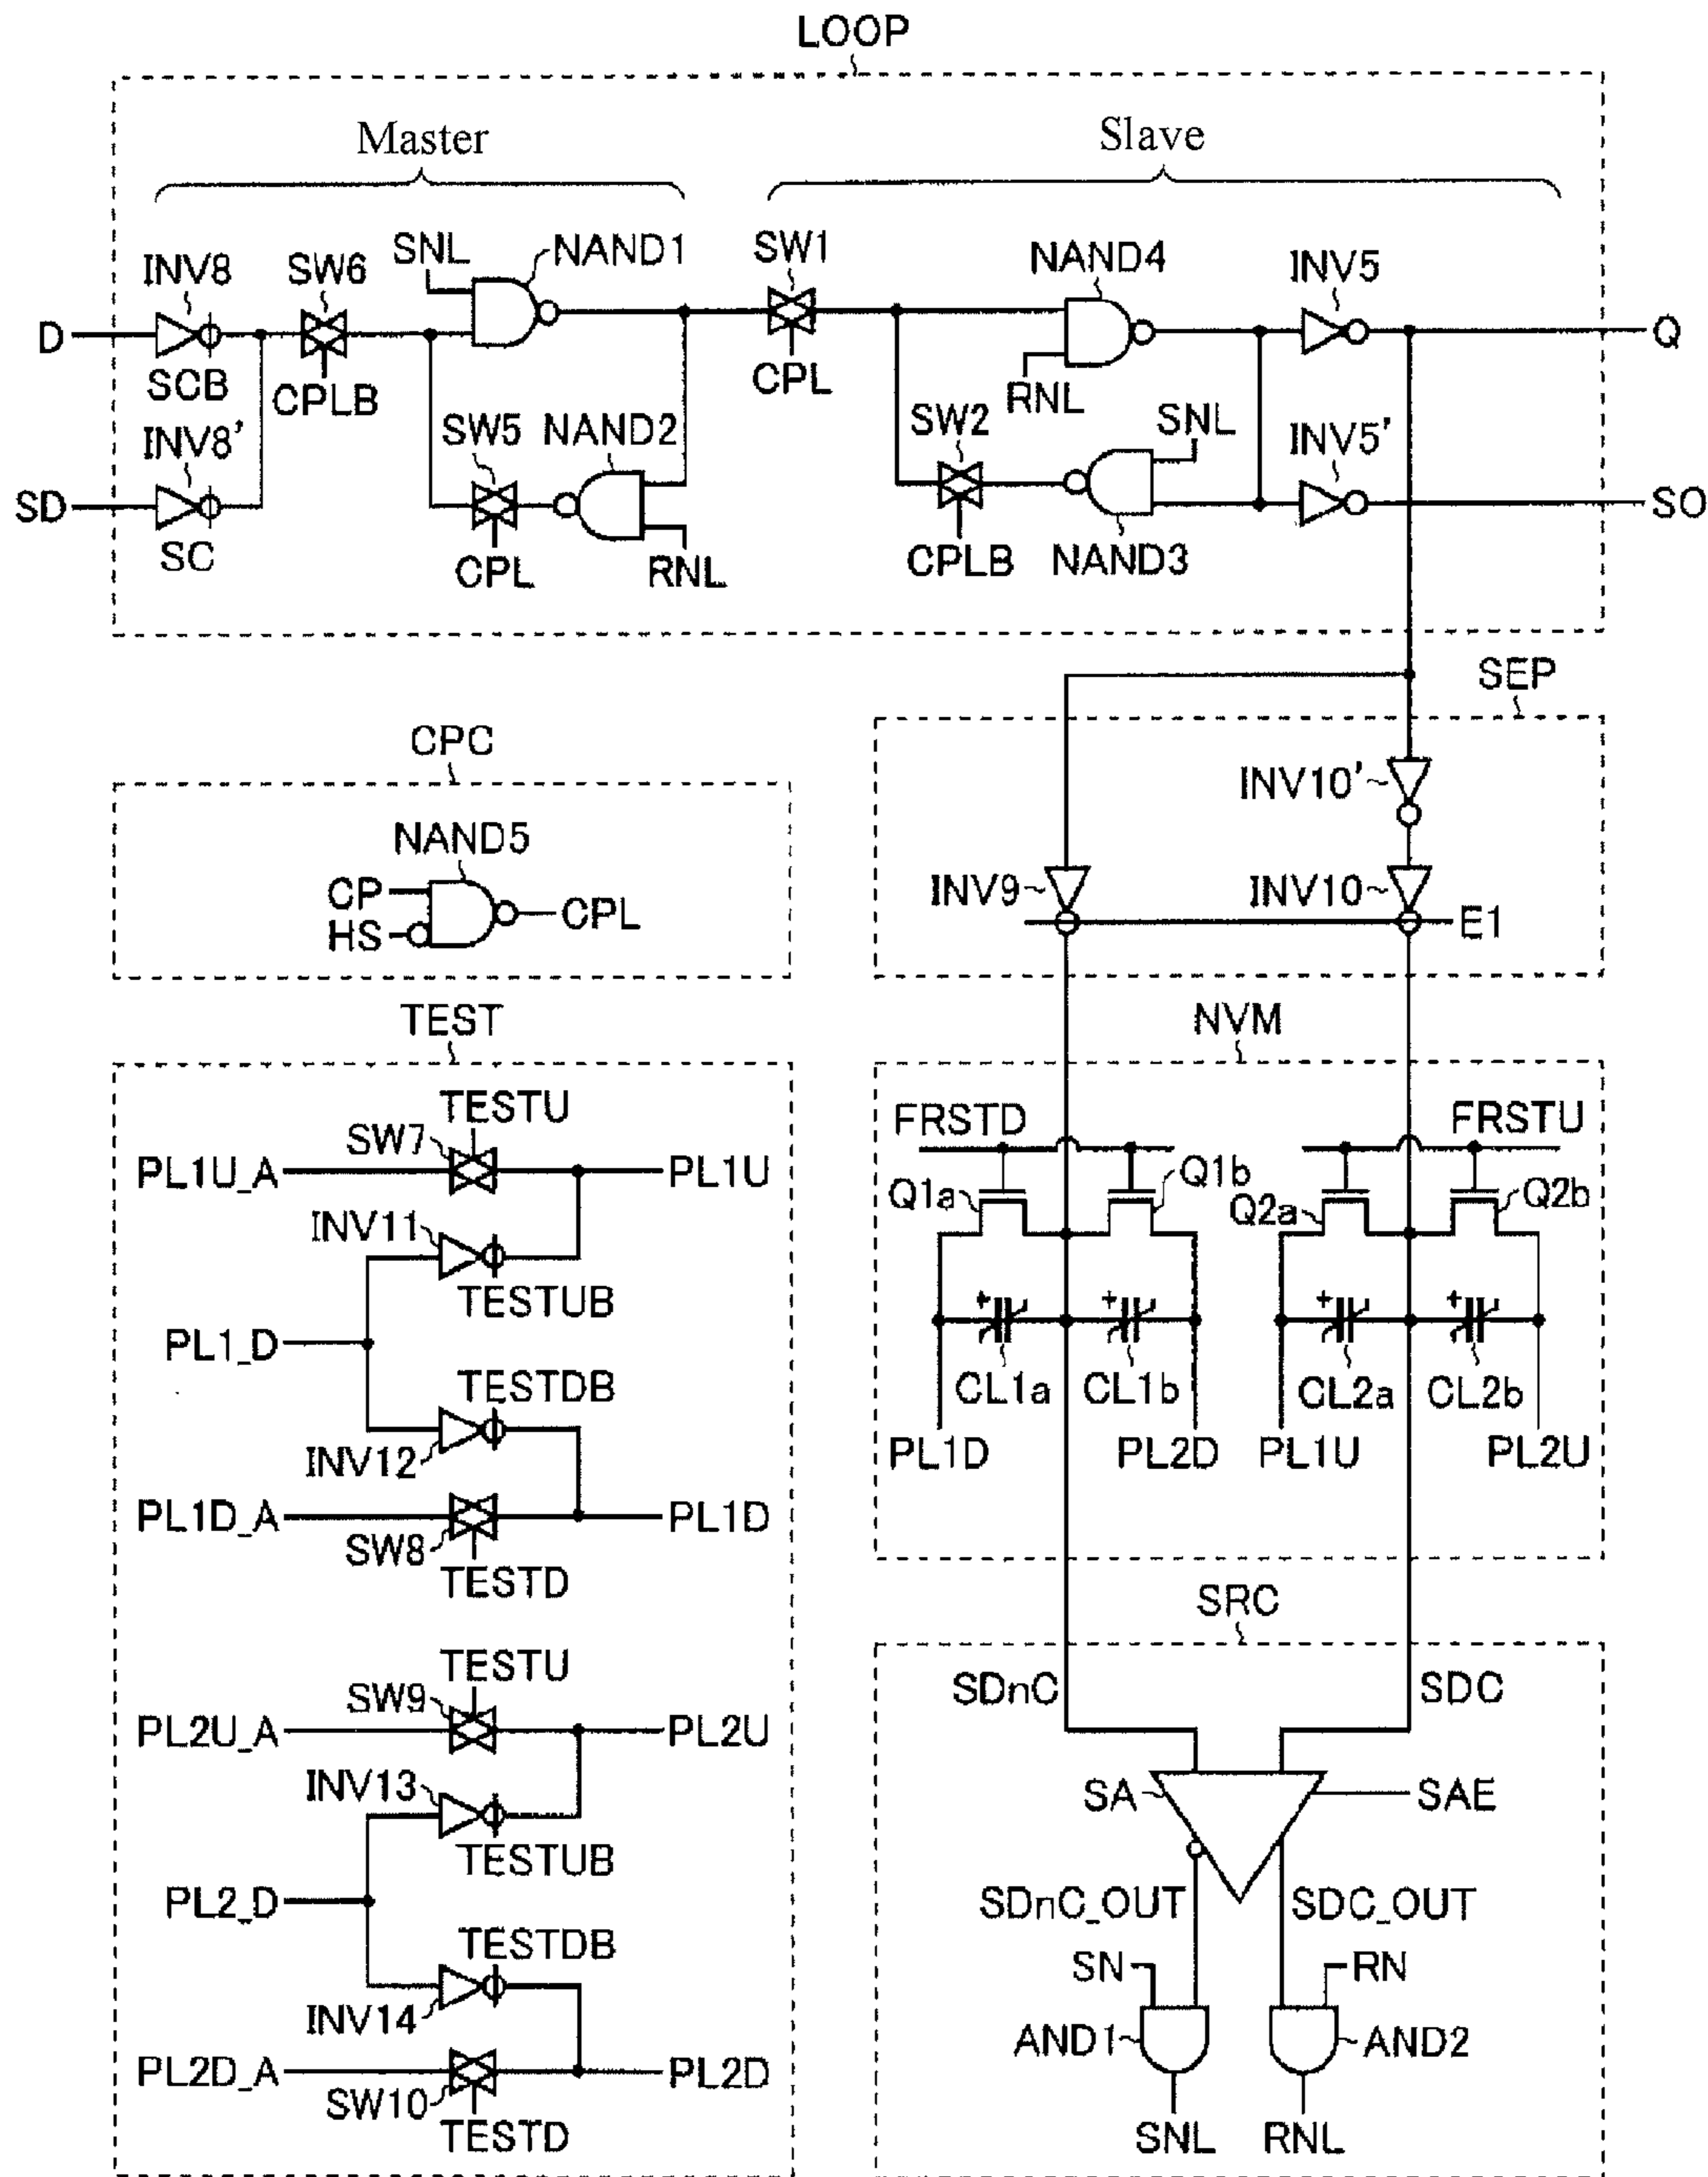 LOOP
Master
Slave
INV8
SW6
SNL
NAND1
SW1
NAND4
INV5
D
SCB
CPLB
CPL
RNL
Q
INV8'
SW5
NAND2
SW2
SNL
INV5'
SD
SC
CPL
RNL
CPLB
NAND3
SO
SEP
CPC
INV10'
NAND5
CP
HS
CPL
INV9
INV10
E1
TEST
NVM
TESTU
SW7
PL1U_A
PL1U
INV11
TESTUB
PL1_D
TESTDB
INV12
PL1D_A
PL1D
SW8
TESTD
FRSTD
FRSTU
Q1a
Q1b
Q2a
Q2b
+
+
+
+
CL1a
CL1b
CL2a
CL2b
PL1D
PL2D
PL1U
PL2U
SRC
TESTU
SW9
PL2U_A
PL2U
INV13
TESTUB
PL2_D
TESTDB
INV14
PL2D_A
PL2D
SW10
TESTD
SDnC
SDC
SA
SAE
SDnC_OUT
SDC_OUT
SN
RN
AND1
AND2
SNL
RNL